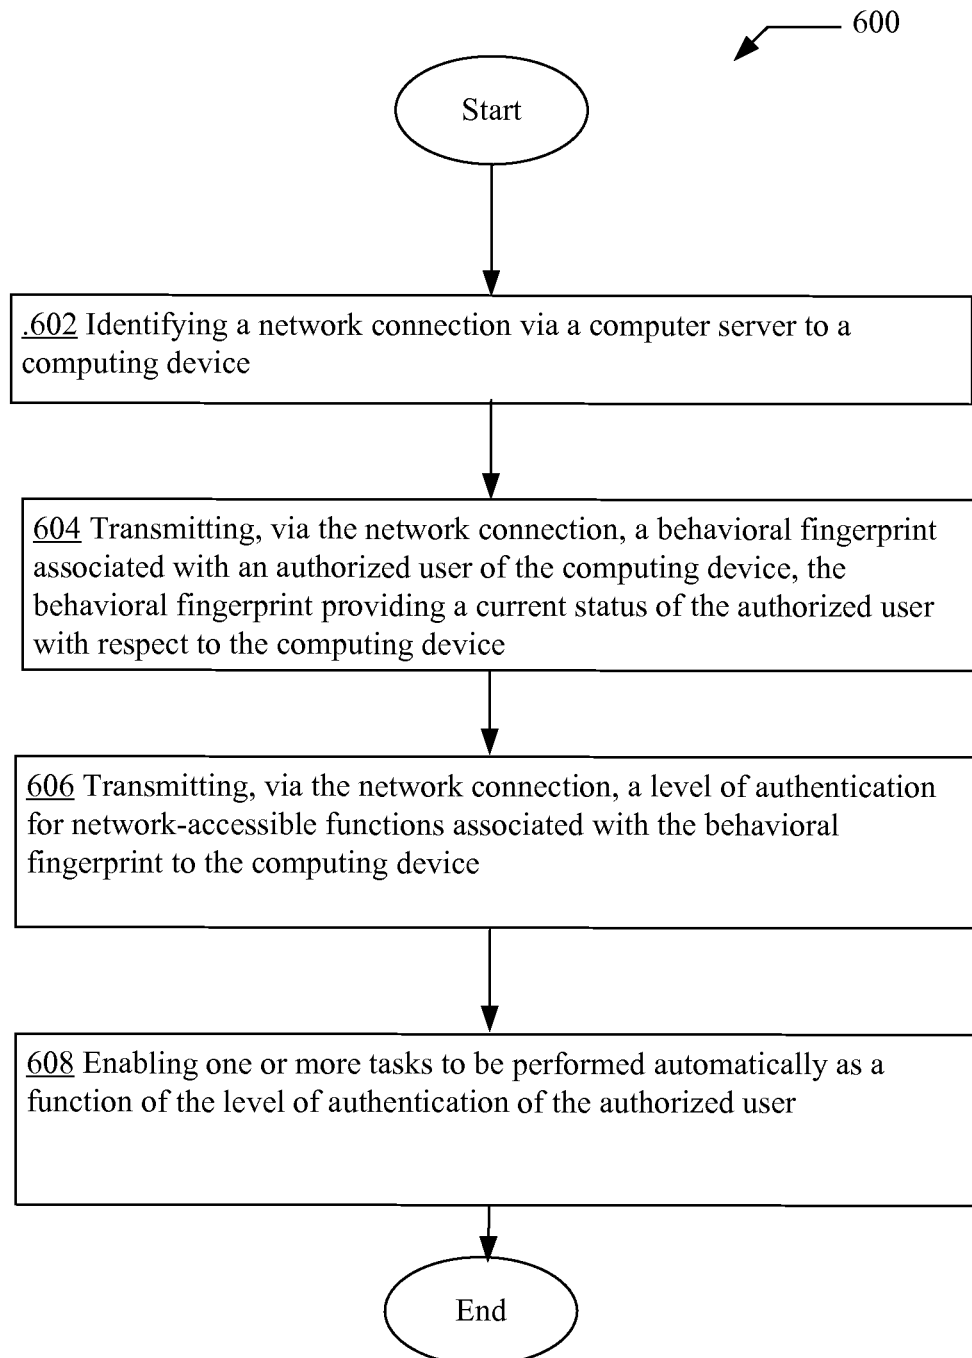 600
Start
.602 Identifying a network connection via a computer server to a
computing device
604 Transmitting, via the network connection, a behavioral fingerprint
associated with an authorized user of the computing device, the
behavioral fingerprint providing a current status of the authorized user
with respect to the computing device
606 Transmitting, via the network connection, a level of authentication
for network-accessible functions associated with the behavioral
fingerprint to the computing device
608 Enabling one or more tasks to be performed automatically as a
function of the level of authentication of the authorized user
End